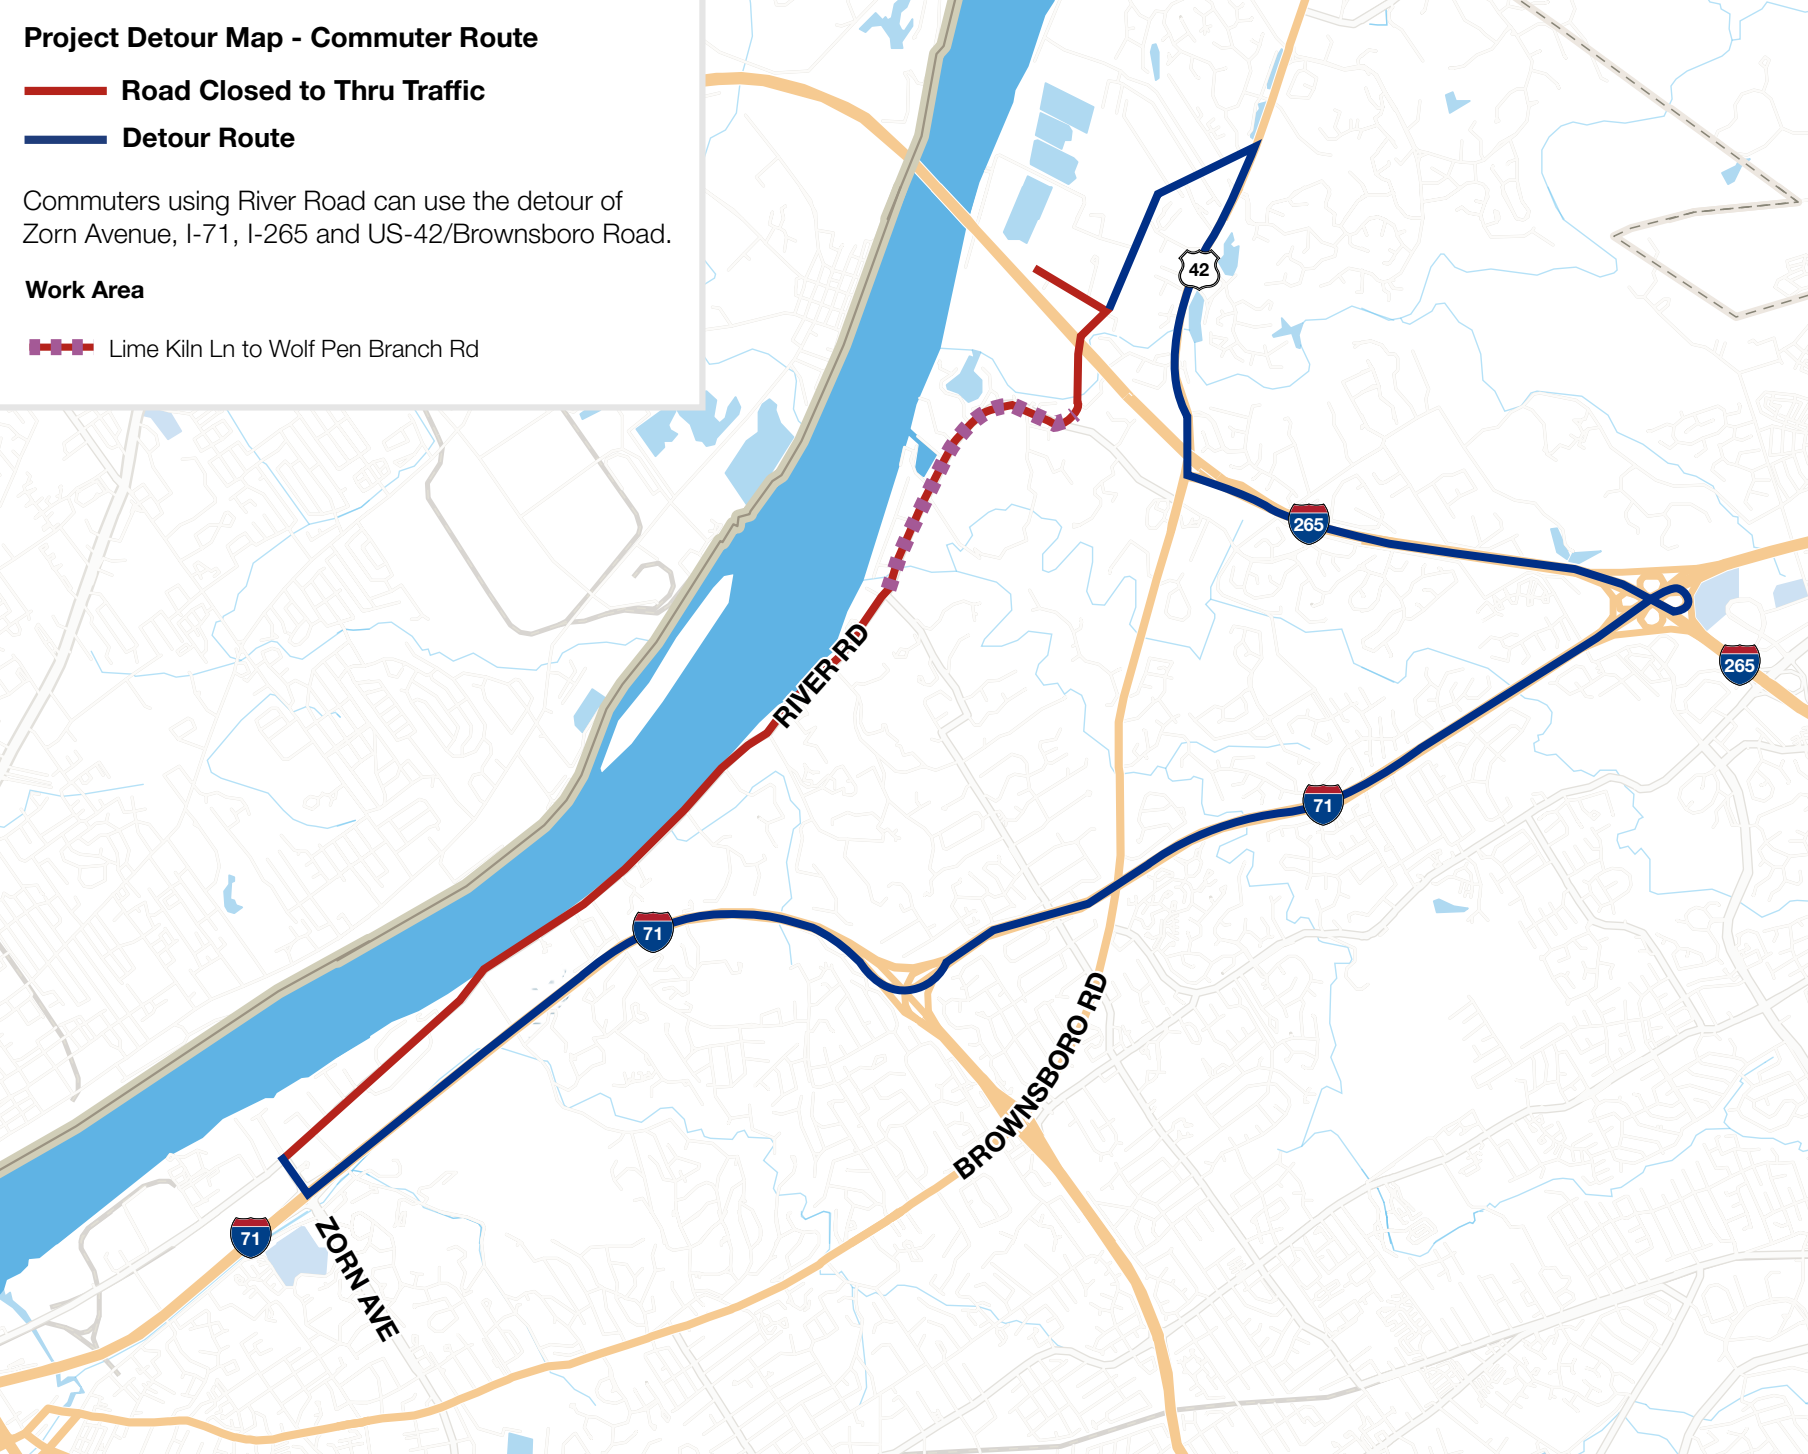 Project Detour Map - Commuter Route
Road Closed to Thru Traffic
Detour Route
Commuters using River Road can use the detour of
Zorn Avenue, I-71, I-265 and US-42/Brownsboro Road.
Work Area
Lime Kiln Ln to Wolf Pen Branch Rd
42
265
265
RIVER RD
71
71
BROWNSBORO RD
71
ZORN AVE